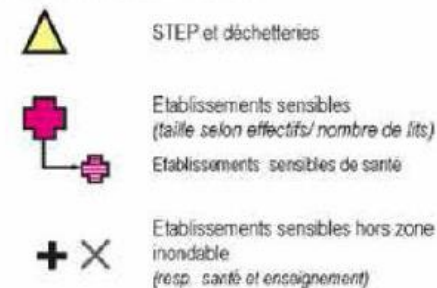 STEP et déchetteries
Etablissements sensibles
(taille selon effectifs/ nombre de lits)
Etablissements sensibles de santé
Etablissements sensibles hors zone
inondable
(resp. santé et enseignement)